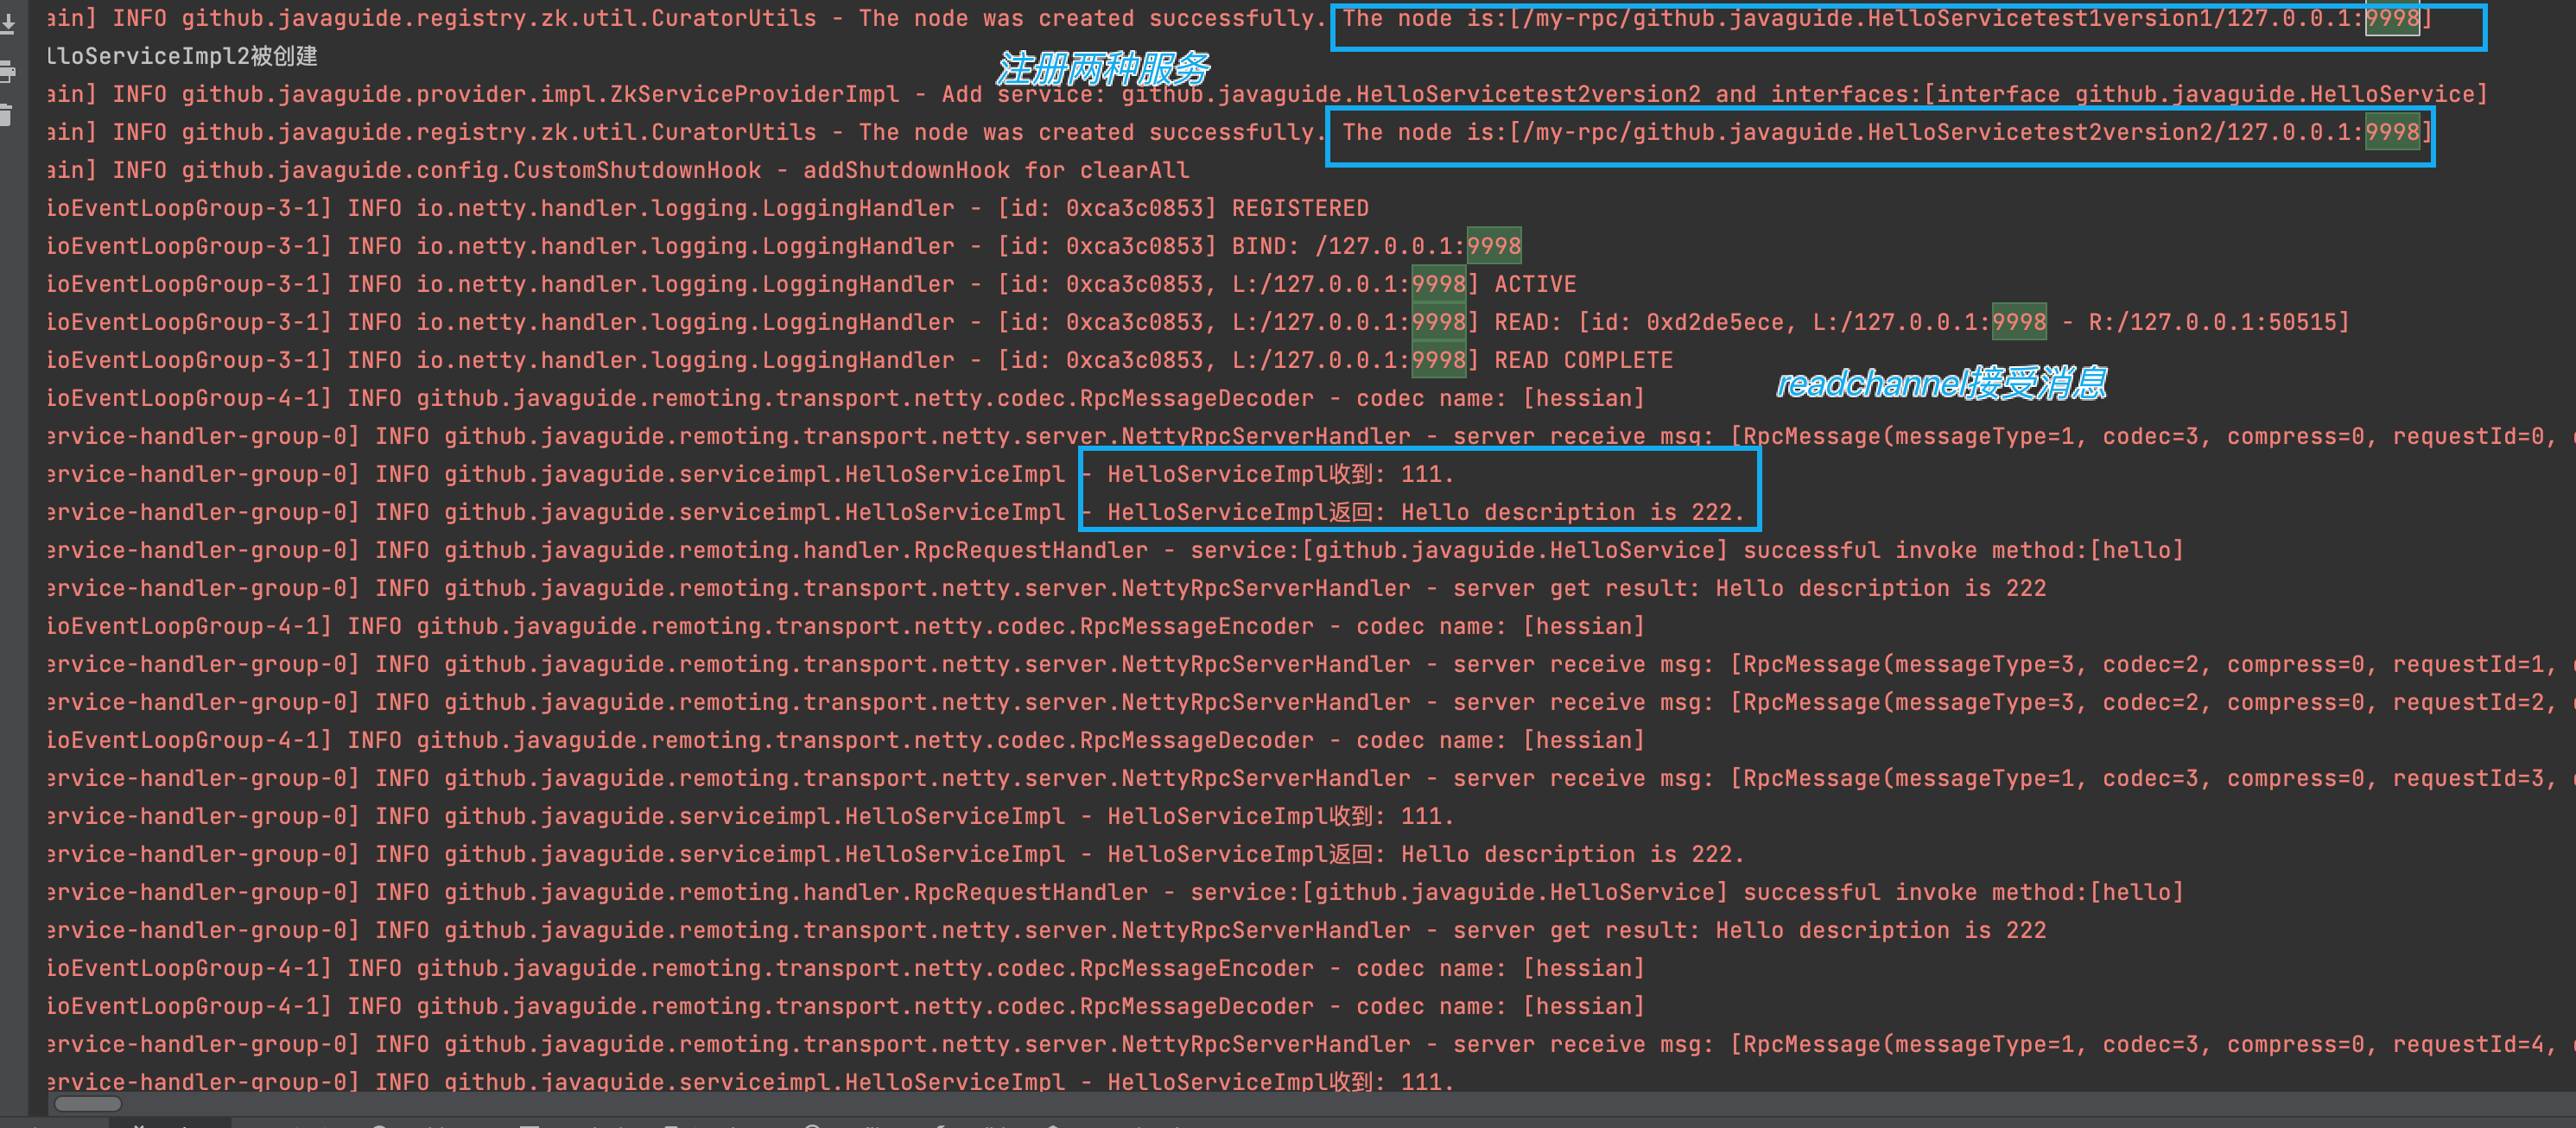 ain] INFO github.javaguide.registry.zk.util.CuratorUtils - The node was created successfully. The node is:[/my-rpc/github.javaguide.HelloServicetest1version1/127.0.0.1:9998]
lloServiceImpl2被创建
注册两种服务
ain] INFO github.javaguide.provider.impl.ZkServiceProviderImpl - Add service: github.javaguide.HelloServicetest2version2 and interfaces:[interface github.javaguide.HelloService]
ain] INFO github.javaguide.registry.zk.util.CuratorUtils - The node was created successfully. The node is:[/my-rpc/github.javaguide.HelloServicetest2version2/127.0.0.1:9998]
ain] INFO github.javaguide.config.CustomShutdownHook - addShutdownHook for clearAll
ioEventLoopGroup-3-1] INFO io.netty.handler.logging.LoggingHandler - [id: 0xca3c0853] REGISTERED
ioEventLoopGroup-3-1] INFO io.netty.handler.logging.LoggingHandler - [id: 0xca3c0853] BIND: /127.0.0.1:9998
ioEventLoopGroup-3-1] INFO io.netty.handler.logging.LoggingHandler - [id: 0xca3c0853, L:/127.0.0.1:9998] ACTIVE
ioEventLoopGroup-3-1] INFO io.netty.handler.logging.LoggingHandler - [id: 0xca3c0853, L:/127.0.0.1:9998] READ: [id: 0xd2de5ece, L:/127.0.0.1:9998 - R:/127.0.0.1:50515]
ioEventLoopGroup-3-1] INFO io.netty.handler.logging.LoggingHandler - [id: 0xca3c0853, L:/127.0.0.1:9998] READ COMPLETE
readchannel接受消息
ioEventLoopGroup-4-1] INFO github.javaguide.remoting.transport.netty.codec.RpcMessageDecoder - codec name: [hessian]
ervice-handler-group-0] INFO github.javaguide.remoting.transport.netty.server.NettyRpcServerHandler - server receive msg: [RpcMessage(messageType=1, codec=3, compress=0, requestId=0,
ervice-handler-group-0] INFO github.javaguide.serviceimpl.HelloServiceImpl - HelloServiceImpl收到: 111.
ervice-handler-group-0] INFO github.javaguide.serviceimpl.HelloServiceImpl - HelloServiceImpl返回: Hello description is 222.
ervice-handler-group-0] INFO github.javaguide.remoting.handler.RpcRequestHandler - service:[github.javaguide.HelloService] successful invoke method:[hello]
ervice-handler-group-0] INFO github.javaguide.remoting.transport.netty.server.NettyRpcServerHandler - server get result: Hello description is 222
ioEventLoopGroup-4-1] INFO github.javaguide.remoting.transport.netty.codec.RpcMessageEncoder - codec name: [hessian]
ervice-handler-group-0] INFO github.javaguide.remoting.transport.netty.server.NettyRpcServerHandler - server receive msg: [RpcMessage(messageType=3, codec=2, compress=0, requestId=1,
ervice-handler-group-0] INFO github.javaguide.remoting.transport.netty.server.NettyRpcServerHandler - server receive msg: [RpcMessage(messageType=3, codec=2, compress=0, requestId=2,
ioEventLoopGroup-4-1] INFO github.javaguide.remoting.transport.netty.codec.RpcMessageDecoder - codec name: [hessian]
ervice-handler-group-0] INFO github.javaguide.remoting.transport.netty.server.NettyRpcServerHandler - server receive msg: [RpcMessage(messageType=1, codec=3, compress=0, requestId=3,
ervice-handler-group-0] INFO github.javaguide.serviceimpl.HelloServiceImpl - HelloServiceImpl收到: 111.
ervice-handler-group-0] INFO github.javaguide.serviceimpl.HelloServiceImpl - HelloServiceImpl返回: Hello description is 222.
ervice-handler-group-0] INFO github.javaguide.remoting.handler.RpcRequestHandler - service:[github.javaguide.HelloService] successful invoke method:[hello]
ervice-handler-group-0] INFO github.javaguide.remoting.transport.netty.server.NettyRpcServerHandler - server get result: Hello description is 222
ioEventLoopGroup-4-1] INFO github.javaguide.remoting.transport.netty.codec.RpcMessageEncoder - codec name: [hessian]
ioEventLoopGroup-4-1] INFO github.javaguide.remoting.transport.netty.codec.RpcMessageDecoder - codec name: [hessian]
ervice-handler-group-0] INFO github.javaguide.remoting.transport.netty.server.NettyRpcServerHandler - server receive msg: [RpcMessage(messageType=1, codec=3, compress=0, requestId=4,
ervice-handler-group-0] INFO github.javaguide.serviceimpl.HelloServiceImpl - HelloServiceImpl收到: 111.